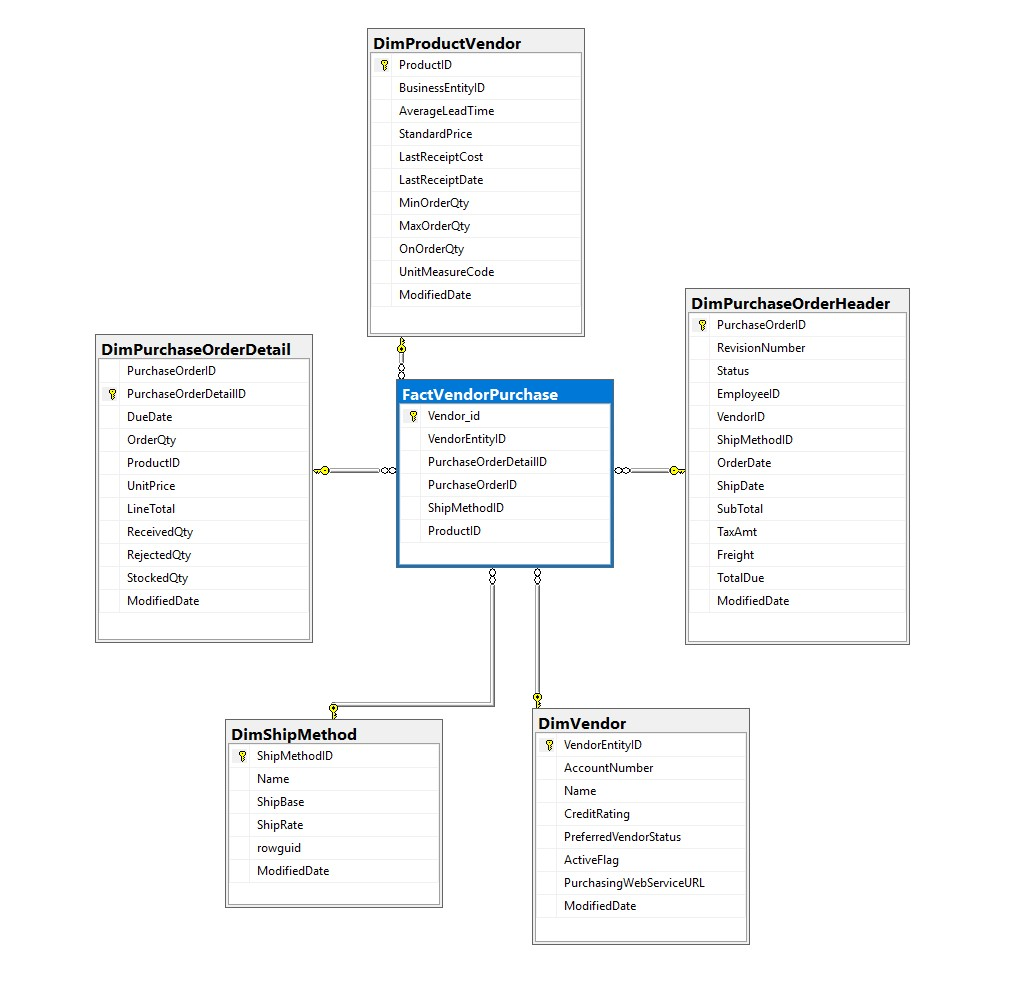 DimProductVendor
ProductID
BusinessEntityID
AverageLeadTime
StandardPrice
LastReceiptCost
LastReceiptDate
MinOrderQty
MaxOrderQty
OnOrderQty
UnitMeasureCode
ModifiedDate
DimPurchaseOrderDetail
PurchaseOrderID
PurchaseOrderDetailID
DueDate
OrderQty
ProductID
UnitPrice
LineTotal
ReceivedQty
RejectedQty
StockedQty
ModifiedDate
FactVendorPurchase
Vendor_id
VendorEntityID
PurchaseOrderDetailID
PurchaseOrderID
ShipMethodID
ProductID
DimPurchaseOrderHeader
PurchaseOrderID
RevisionNumber
Status
EmployeeID
VendorID
ShipMethodID
OrderDate
ShipDate
SubTotal
TaxAmt
Freight
TotalDue
ModifiedDate
DimShipMethod
ShipMethodID
Name
ShipBase
ShipRate
rowguid
ModifiedDate
DimVendor
VendorEntityID
AccountNumber
Name
CreditRating
PreferredVendorStatus
ActiveFlag
PurchasingWebServiceURL
ModifiedDate